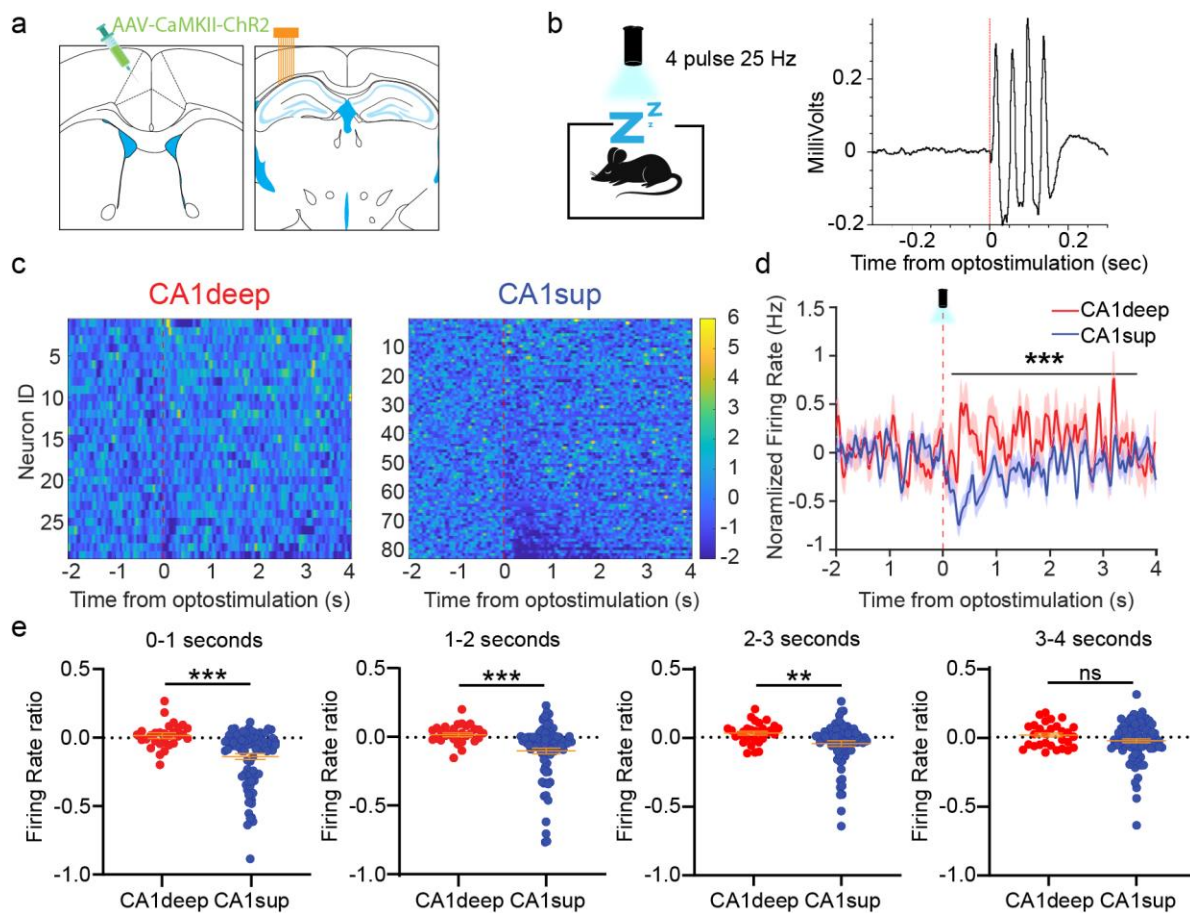 a
AAV-CaMKII-ChR2
b
4 pulse 25 Hz
Z
z
z
MilliVolts
0.2
0
-0.2
-0.2 0 0.2
Time from optostimulation (sec)
c
CA1deep
Neuron ID
5
10
15
20
25
-2 -1 0 1 2 3 4
Time from optostimulation (s)
CA1sup
10
20
30
40
50
60
70
80
-2 -1 0 1 2 3 4
Time from optostimulation (s)
6
5
4
3
2
1
0
-1
-2
d
CA1deep
CA1sup
***
Noramlized Firing Rate (Hz)
1.5
1
0.5
0
-0.5
-1
-2 -1 0 1 2 3 4
Time from optostimulation (s)
e
0-1 seconds
***
Firing Rate ratio
0.5
0.0
-0.5
-1.0
CA1deep CA1sup
1-2 seconds
***
Firing Rate ratio
0.5
0.0
-0.5
-1.0
CA1deep CA1sup
2-3 seconds
**
Firing Rate ratio
0.5
0.0
-0.5
-1.0
CA1deep CA1sup
3-4 seconds
ns
Firing Rate ratio
0.5
0.0
-0.5
-1.0
CA1deep CA1sup